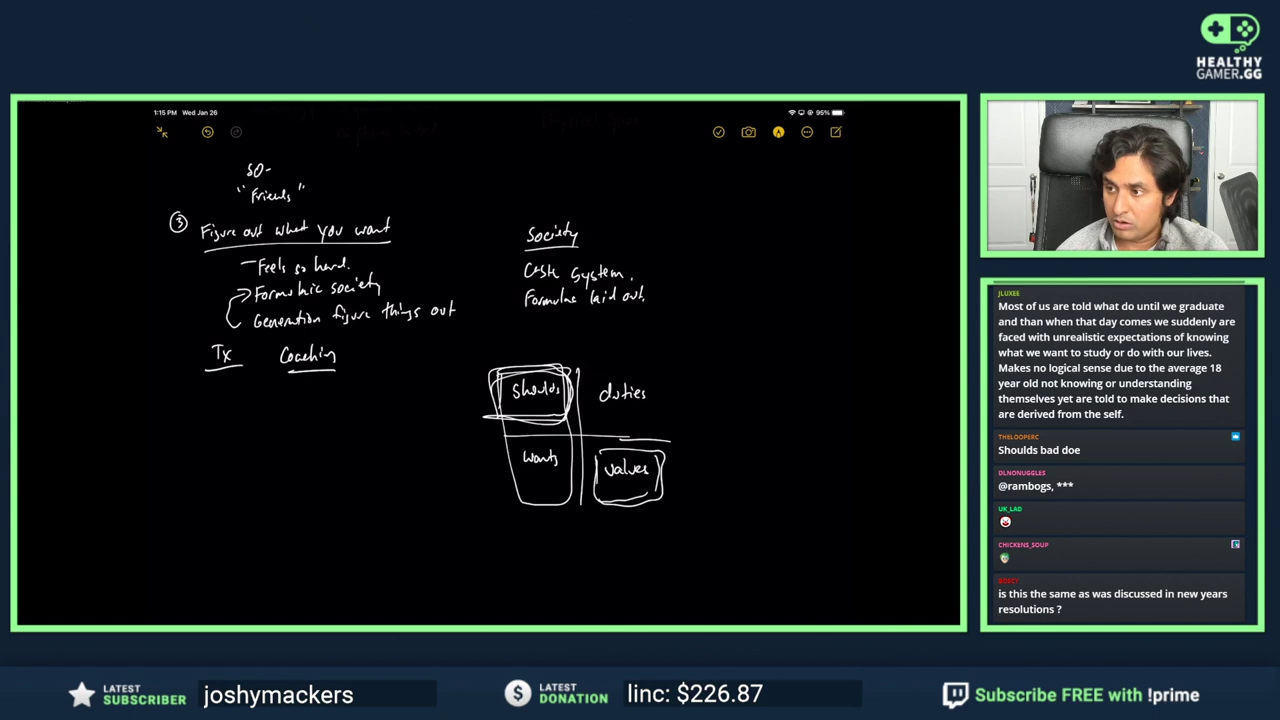 HEALTHY
GAMER.GG
1:15 PM Wed Jan 26
95%
SO-
"Friends"
③ Figure out what you want
- Feels so hard.
Formulaic society
Generation figure things out
Tx Coaching
Society
Caste System.
Formulae laid out.
Shoulds duties
wants values
JLUXEE
Most of us are told what do until we graduate
and than when that day comes we suddenly are
faced with unrealistic expectations of knowing
what we want to study or do with our lives.
Makes no logical sense due to the average 18
year old not knowing or understanding
themselves yet are told to make decisions that
are derived from the self.
THELOOPERC
Shoulds bad doe
DLNONUGGLES
@rambogs, ***
UK_LAD
CHICKENS_SOUP
is this the same as was discussed in new years
resolutions ?
LATEST
SUBSCRIBER
joshymackers
LATEST
DONATION
linc: $226.87
Subscribe FREE with !prime